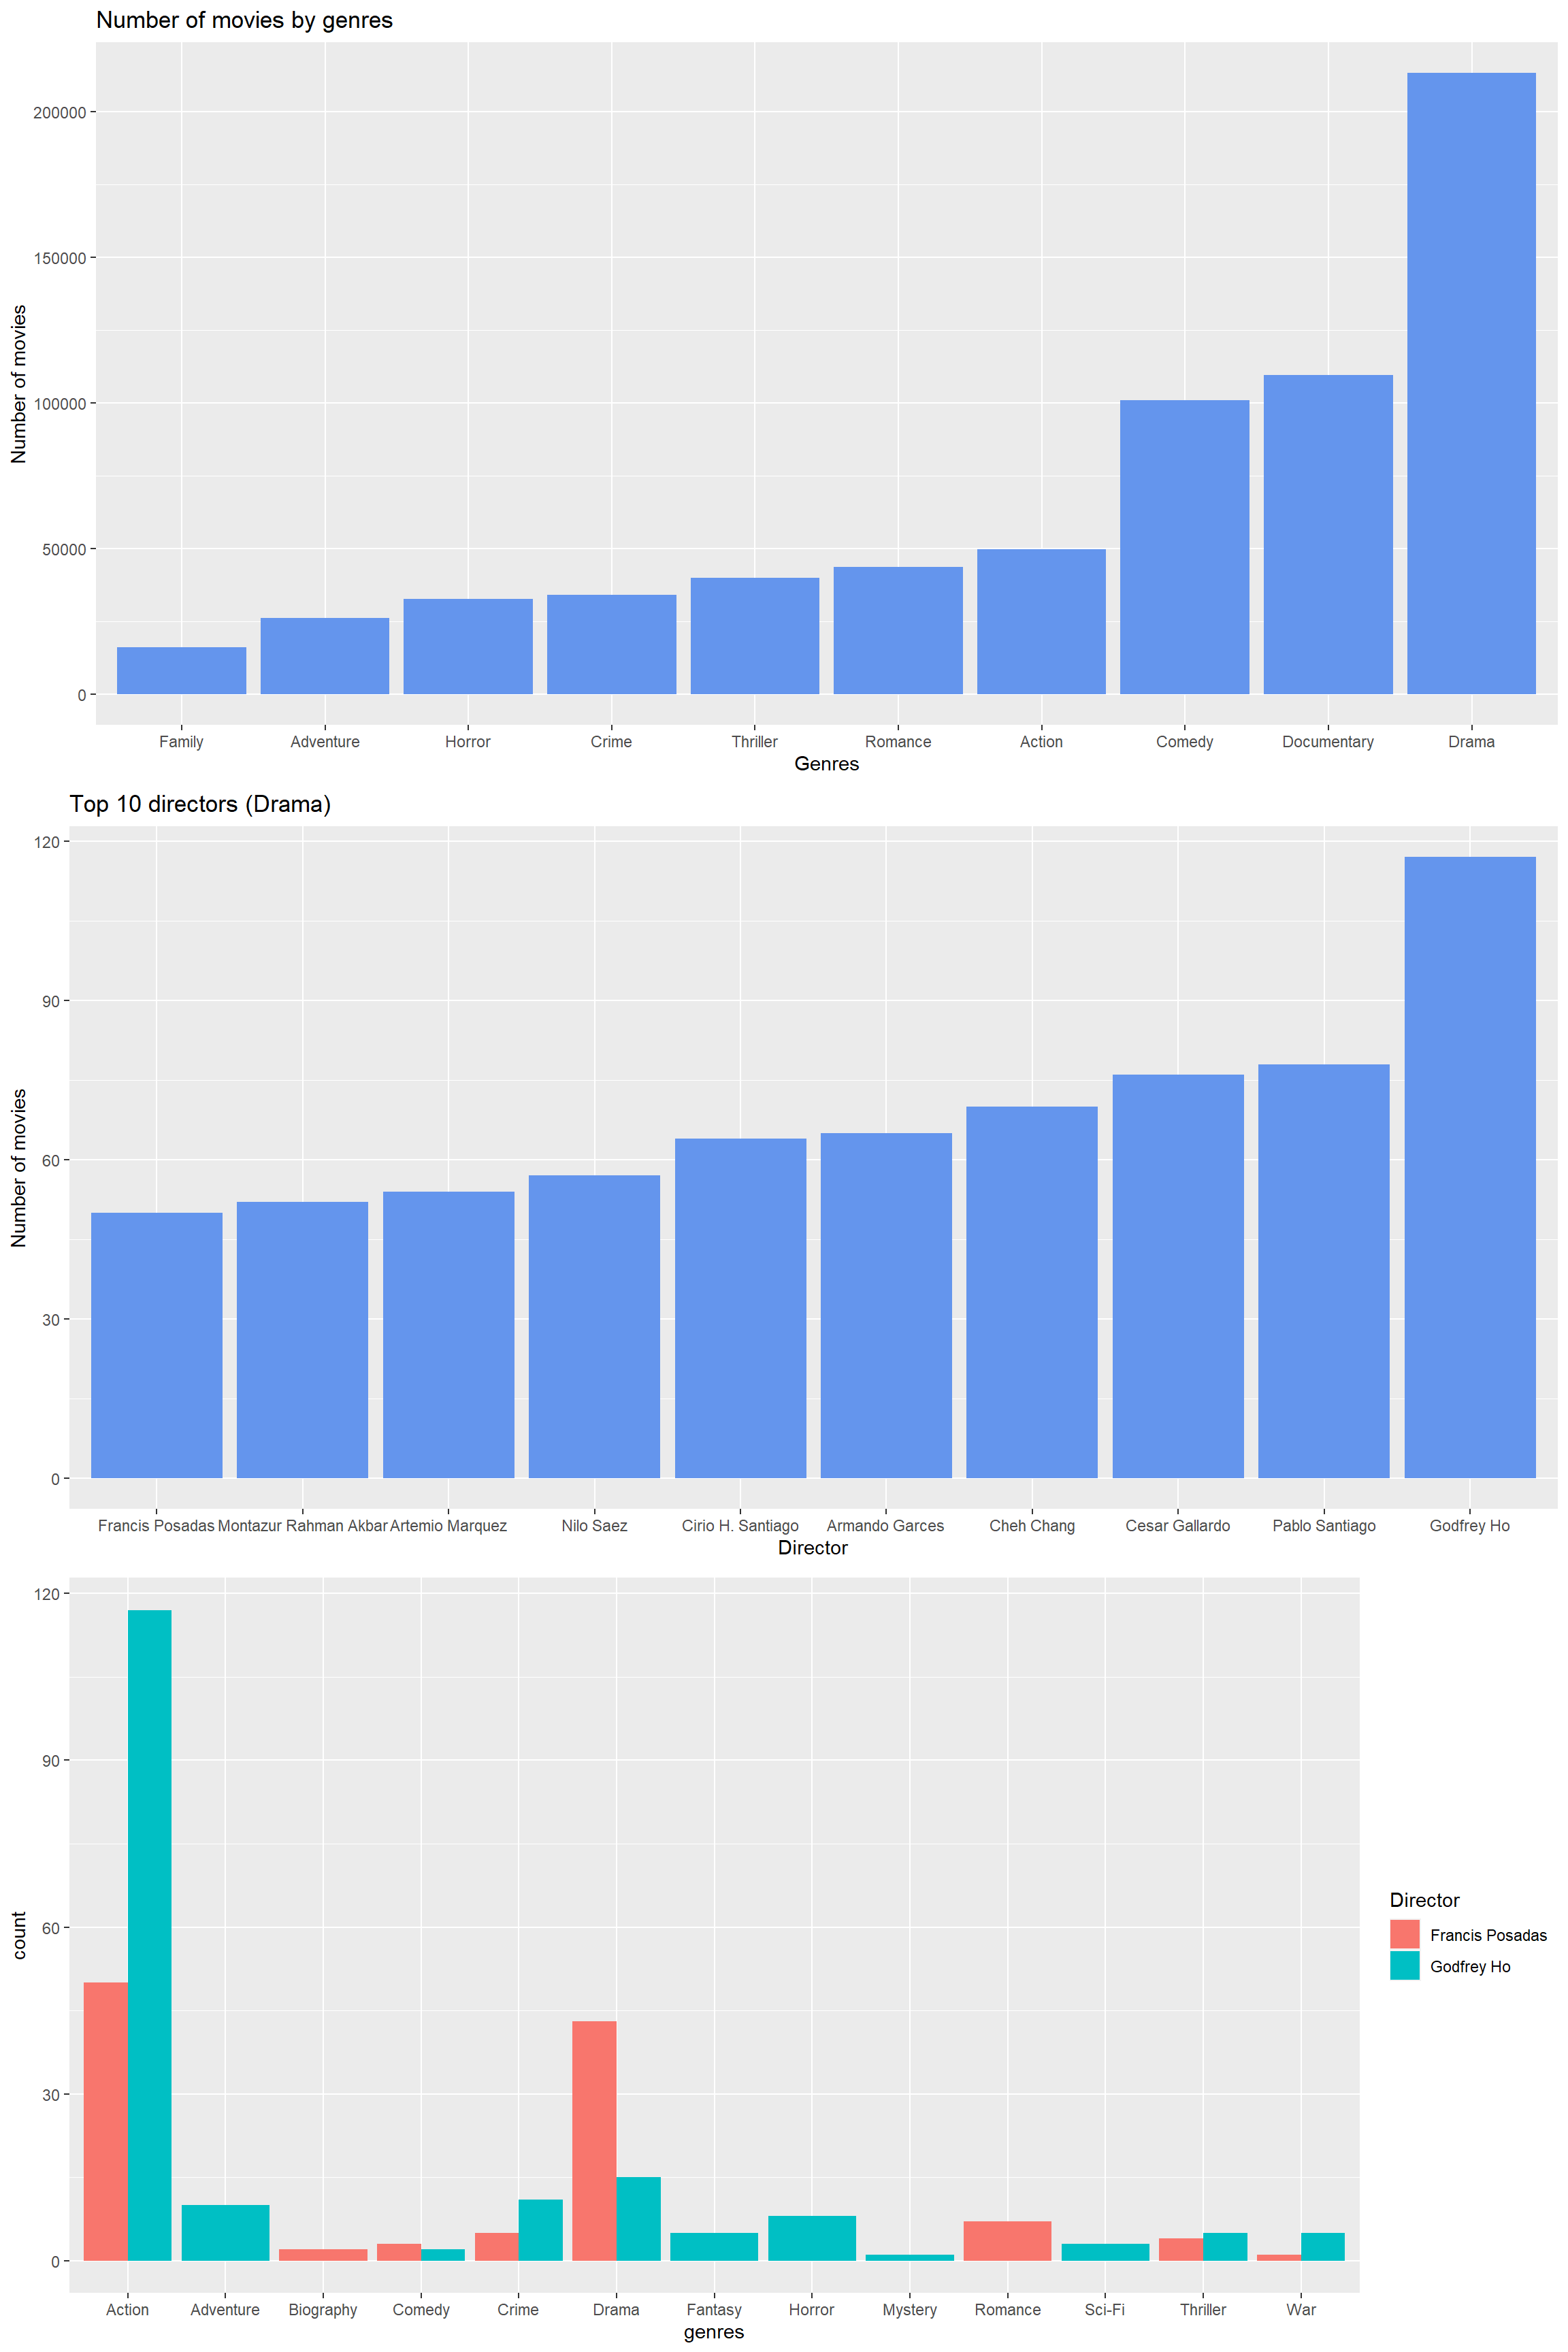 Number of movies by genres
Number of movies
200000
150000
100000
50000
0
Family Adventure Horror Crime Thriller Romance Action Comedy Documentary Drama
Genres
Top 10 directors (Drama)
Number of movies
120
90
60
30
0
Francis Posadas Montazur Rahman Akbar Artemio Marquez Nilo Saez Cirio H. Santiago Armando Garces Cheh Chang Cesar Gallardo Pablo Santiago Godfrey Ho
Director
count
120
90
60
30
0
Action Adventure Biography Comedy Crime Drama Fantasy Horror Mystery Romance Sci-Fi Thriller War
genres
Director
Francis Posadas
Godfrey Ho